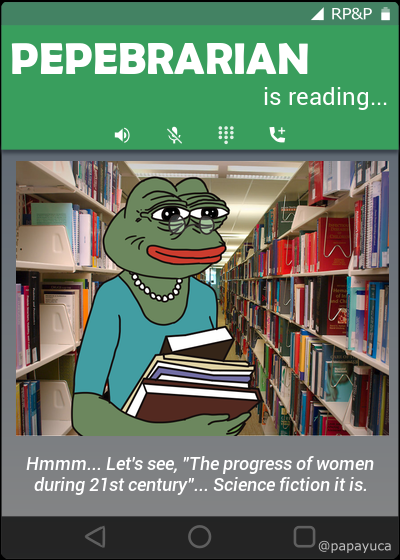 RP&P
PEPEBRARIAN
is reading...
Hmmm... Let's see, "The progress of women
during 21st century"... Science fiction it is.
@papayuca